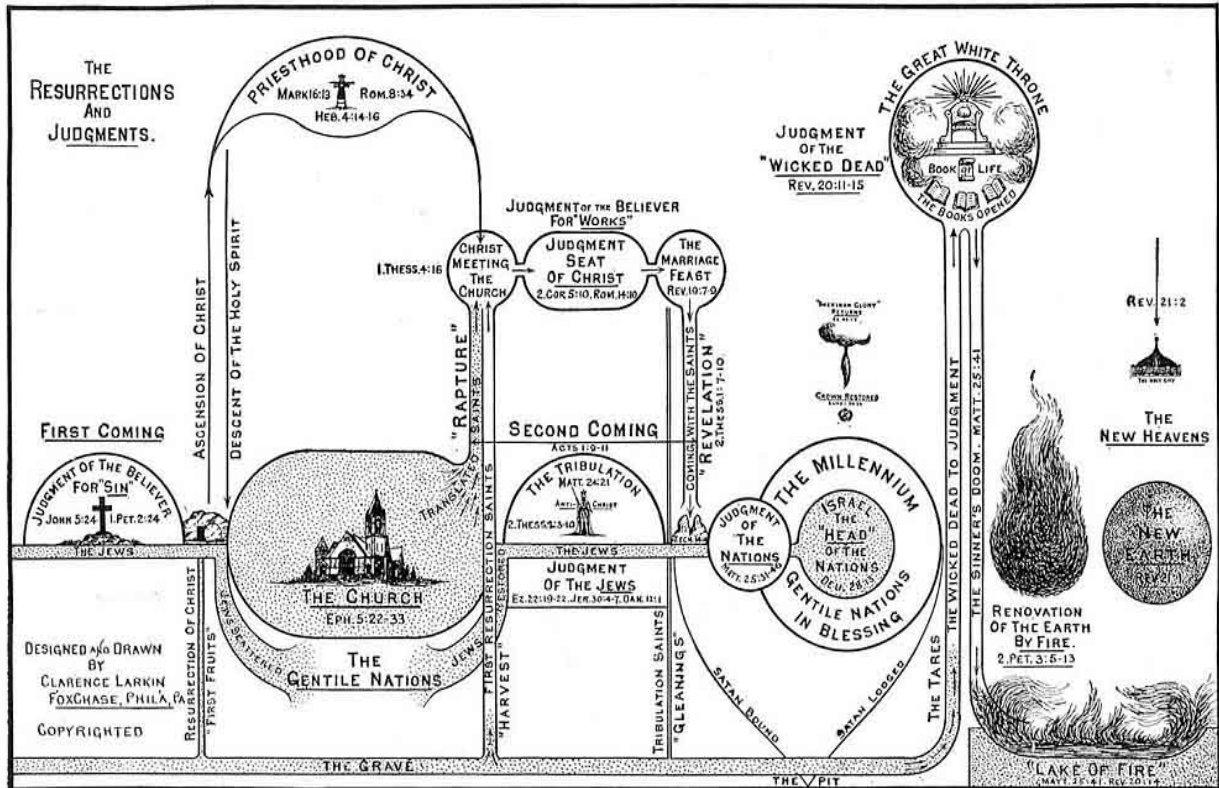 THE
RESURRECTIONS
AND
JUDGMENTS.
PRIESTHOOD OF CHRIST
MARK 16:19 ROM. 8:34
HEB. 4:14-16
ASCENSION OF CHRIST
DESCENT OF THE HOLY SPIRIT
THE GREAT WHITE THRONE
BOOK OF LIFE
THE BOOKS OPENED
JUDGMENT
OF THE
"WICKED DEAD"
REV. 20:11-15
JUDGMENT OF THE BELIEVER
FOR "WORKS"
1. THESS. 4:16
CHRIST
MEETING
THE
CHURCH
JUDGMENT
SEAT
OF CHRIST
2. COR. 5:10, ROM. 14:10
THE
MARRIAGE
FEAST
REV. 19:7-9
"RAPTURE"
TRANSLATED SAINTS
FIRST RESURRECTION SAINTS
"HARVEST"
COMING WITH THE SAINTS
"REVELATION"
2. THESS. 1:7-10.
"SHEKINAH GLORY"
RETURNS
CROWN RESTORED
REV. 21:2
THE HOLY CITY
FIRST COMING
JUDGMENT OF THE BELIEVER
FOR "SIN"
JOHN 5:24 1. PET. 2:24
THE JEWS
SECOND COMING
ACTS 1:9-11
THE TRIBULATION
MATT. 24:21
ANTI-CHRIST
2. THESS. 2:3-10
THE JEWS
JUDGMENT
OF THE JEWS
EZ. 22:19-22. JER. 30:4-7. DAN. 12:1
ZECH. 14:4
THE CHURCH
EPH. 5:22-33
JEWS SCATTERED
THE
GENTILE NATIONS
JEWS RESTORED
RESURRECTION OF CHRIST
"FIRST FRUITS"
TRIBULATION SAINTS
"GLEANINGS"
JUDGMENT
OF THE
NATIONS
MATT. 25:31-46
THE MILLENNIUM
ISRAEL
THE
"HEAD"
OF THE
NATIONS
DEU. 28:13
GENTILE NATIONS
IN BLESSING
SATAN BOUND
SATAN LOOSED
THE TARES
THE WICKED DEAD TO JUDGMENT
THE SINNER'S DOOM. MATT. 25:41
THE
NEW HEAVENS
THE
NEW
EARTH
REV. 21:1
RENOVATION
OF THE EARTH
BY FIRE.
2. PET. 3:5-13
DESIGNED AND DRAWN
BY
CLARENCE LARKIN
FOXCHASE, PHIL'A, PA
COPYRIGHTED
THE GRAVE
THE PIT
"LAKE OF FIRE"
MATT. 25:41-REV. 20:14